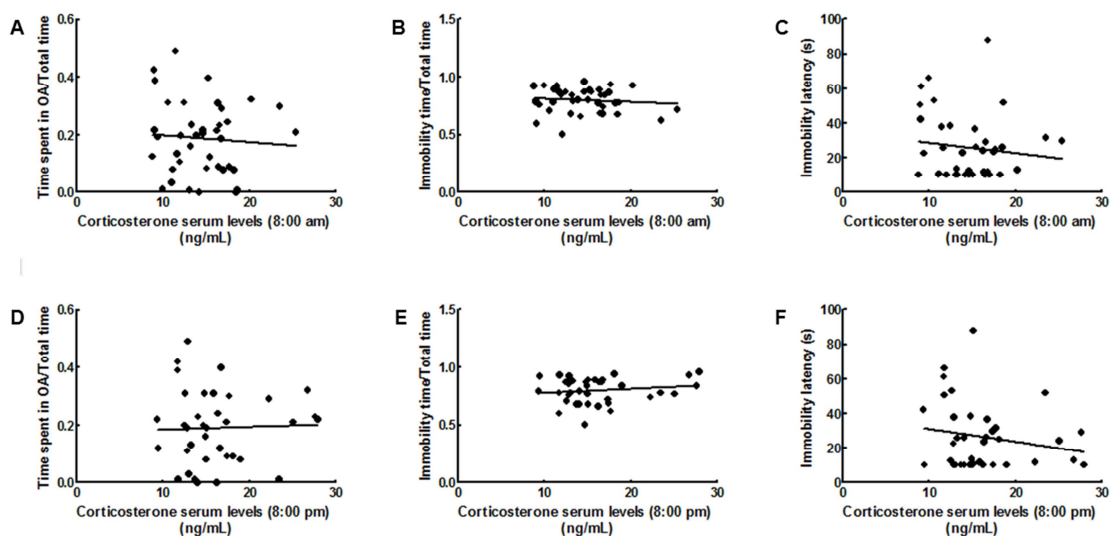 A
Time spent in OA/Total time
0.6
0.4
0.2
0.0
0
10
20
30
Corticosterone serum levels (8:00 am)
(ng/mL)
B
Immobility time/Total time
1.5
1.0
0.5
0.0
0
10
20
30
Corticosterone serum levels (8:00 am)
(ng/mL)
C
Immobility latency (s)
100
80
60
40
20
0
0
10
20
30
Corticosterone serum levels (8:00 am)
(ng/mL)
D
Time spent in OA/Total time
0.6
0.4
0.2
0.0
0
10
20
30
Corticosterone serum levels (8:00 pm)
(ng/mL)
E
Immobility time/Total time
1.5
1.0
0.5
0.0
0
10
20
30
Corticosterone serum levels (8:00 pm)
(ng/mL)
F
Immobility latency (s)
100
80
60
40
20
0
0
10
20
30
Corticosterone serum levels (8:00 pm)
(ng/mL)